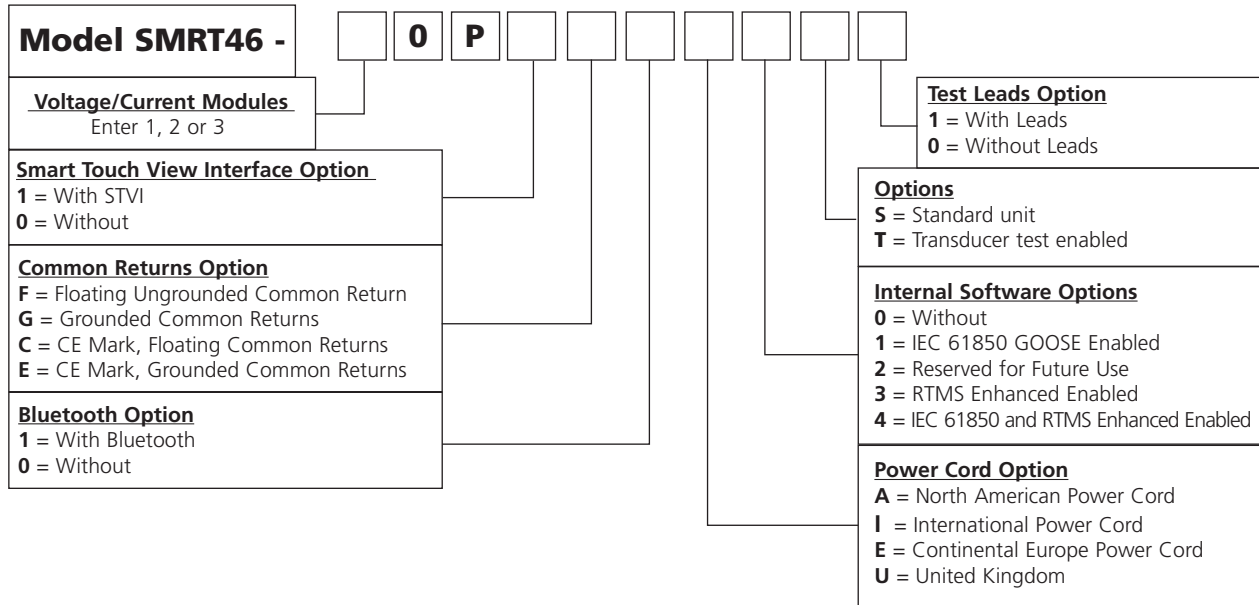 Model SMRT46 - 0 P
Voltage/Current Modules
Enter 1, 2 or 3
Smart Touch View Interface Option
1 = With STVI
0 = Without
Common Returns Option
F = Floating Ungrounded Common Return
G = Grounded Common Returns
C = CE Mark, Floating Common Returns
E = CE Mark, Grounded Common Returns
Bluetooth Option
1 = With Bluetooth
0 = Without
Test Leads Option
1 = With Leads
0 = Without Leads
Options
S = Standard unit
T = Transducer test enabled
Internal Software Options
0 = Without
1 = IEC 61850 GOOSE Enabled
2 = Reserved for Future Use
3 = RTMS Enhanced Enabled
4 = IEC 61850 and RTMS Enhanced Enabled
Power Cord Option
A = North American Power Cord
I = International Power Cord
E = Continental Europe Power Cord
U = United Kingdom